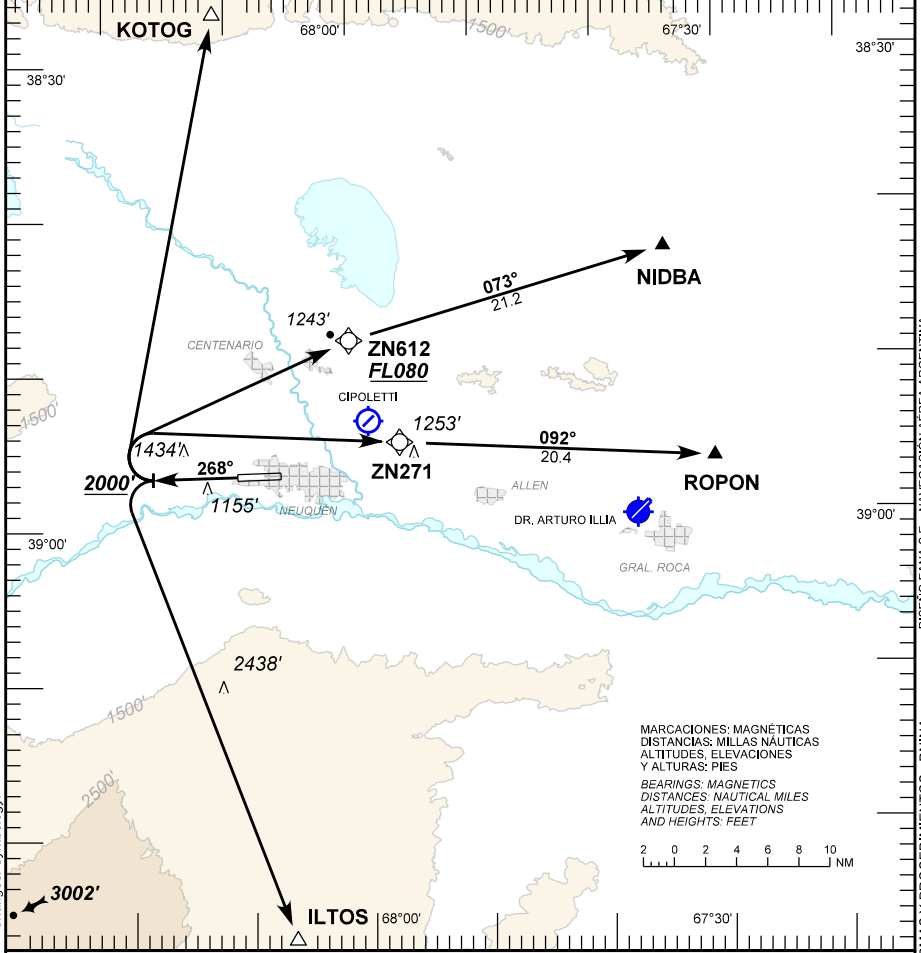 KOTOG
68°00'
1500'
67°30'
38°30'
38°30'
073°
21.2
NIDBA
1243'
CENTENARIO
ZN612
FL080
CIPOLETTI
1500'
1253'
1434'
092°
20.4
ZN271
268°
2000'
ROPON
1155'
NEUQUÉN
ALLEN
DR, ARTURO ILLIA
39°00'
39°00'
GRAL. ROCA
2438'
1500'
MARCACIONES: MAGNÉTICAS
DISTANCIAS: MILLAS NÁUTICAS
ALTITUDES, ELEVACIONES
Y ALTURAS: PIES
BEARINGS: MAGNETICS
DISTANCES: NAUTICAL MILES
ALTITUDES, ELEVATIONS
AND HEIGHTS: FEET
2500'
2 0 2 4 6 8 10
NM
3002'
ILTOS
68°00'
67°30'